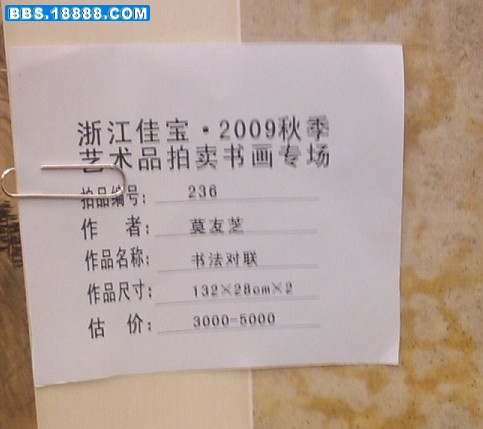 BBS.18888.COM
浙江佳宝·2009秋季
艺术品拍卖书画专场
拍品编号： 236
作 者： 莫友芝
作品名称： 书法对联
作品尺寸： 132×28cm×2
估 价： 3000-5000